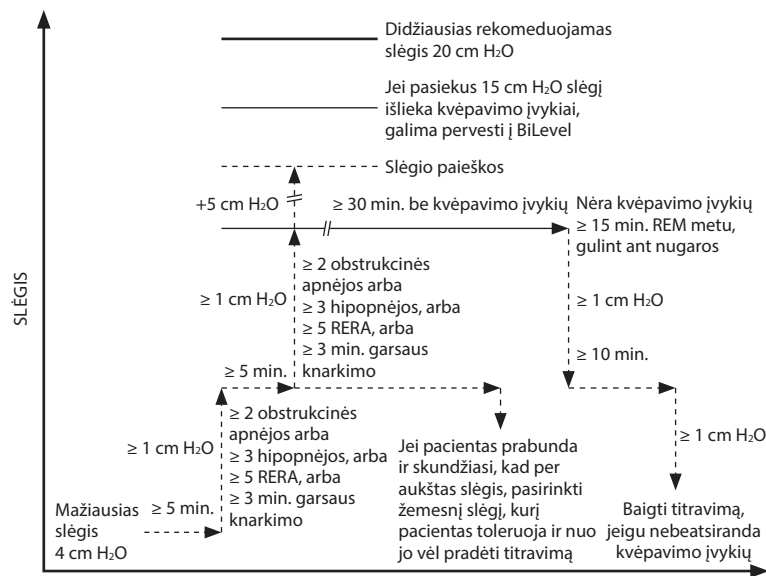 Didžiausias rekomeduojamas
slėgis 20 cm H₂O
Jei pasiekus 15 cm H₂O slėgį
išlieka kvėpavimo įvykiai,
galima pervesti į BiLevel
Slėgio paieškos
+5 cm H₂O
≥ 30 min. be kvėpavimo įvykių
Nėra kvėpavimo įvykių
≥ 15 min. REM metu,
gulint ant nugaros
SLĖGIS
≥ 1 cm H₂O
≥ 2 obstrukcinės
apnėjos arba
≥ 3 hipopnėjos, arba
≥ 5 RERA, arba
≥ 3 min. garsaus
knarkimo
≥ 1 cm H₂O
≥ 10 min.
≥ 5 min.
≥ 1 cm H₂O
≥ 2 obstrukcinės
apnėjos arba
≥ 3 hipopnėjos, arba
≥ 5 RERA, arba
≥ 3 min. garsaus
knarkimo
Jei pacientas prabunda
ir skundžiasi, kad per
aukštas slėgis, pasirinkti
žemesnį slėgį, kurį
pacientas toleruoja ir nuo
jo vėl pradėti titravimą
≥ 1 cm H₂O
Baigti titravimą,
jeigu nebeatsiranda
kvėpavimo įvykių
Mažiausias
slėgis
4 cm H₂O
≥ 5 min.